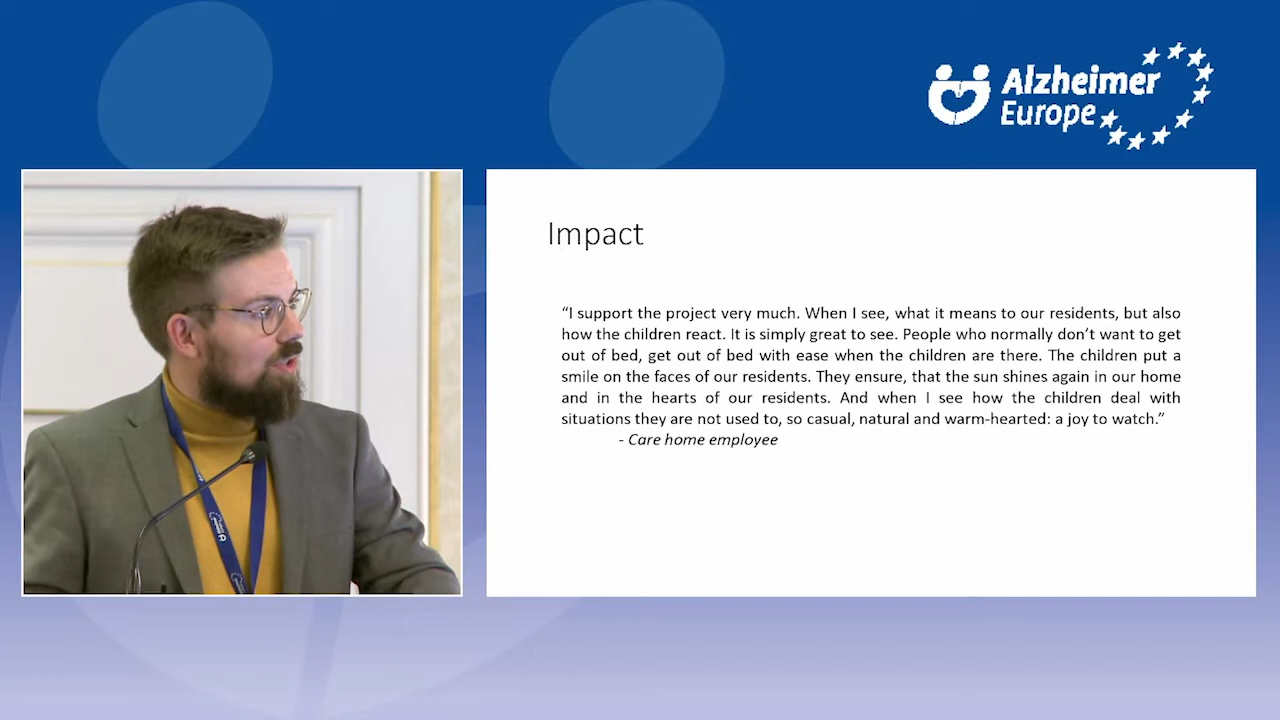 Alzheimer
Europe
Impact
“I support the project very much. When I see, what it means to our residents, but also
how the children react. It is simply great to see. People who normally don’t want to get
out of bed, get out of bed with ease when the children are there. The children put a
smile on the faces of our residents. They ensure, that the sun shines again in our home
and in the hearts of our residents. And when I see how the children deal with
situations they are not used to, so casual, natural and warm-hearted: a joy to watch.”
- Care home employee